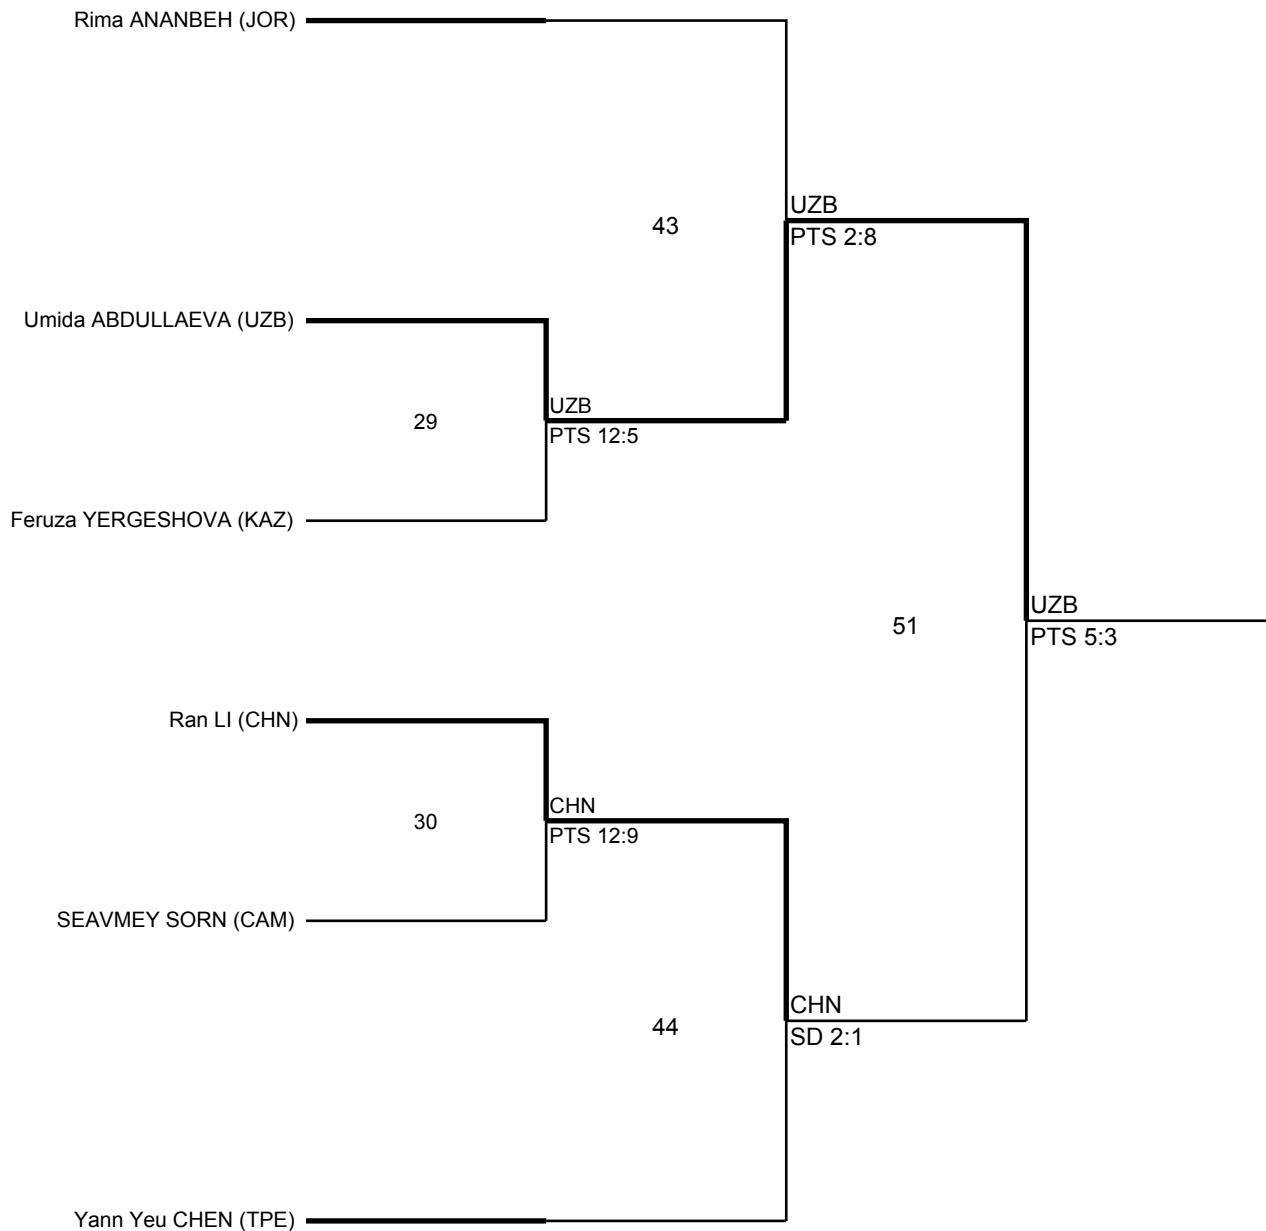 Rima ANANBEH (JOR)
UZB
43
PTS 2:8
Umida ABDULLAEVA (UZB)
UZB
29
PTS 12:5
Feruza YERGESHOVA (KAZ)
UZB
51
PTS 5:3
Ran LI (CHN)
CHN
30
PTS 12:9
SEAVMEY SORN (CAM)
CHN
44
SD 2:1
Yann Yeu CHEN (TPE)